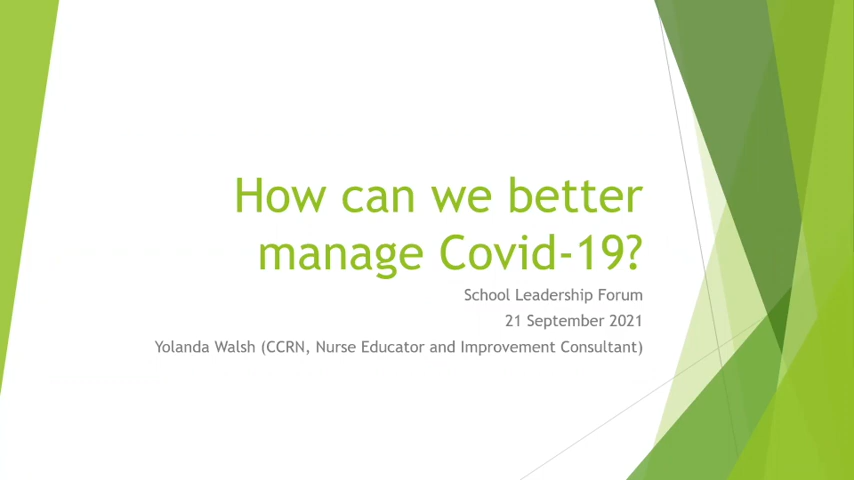 How can we better
manage Covid-19?
School Leadership Forum
21 September 2021
Yolanda Walsh (CCRN, Nurse Educator and Improvement Consultant)